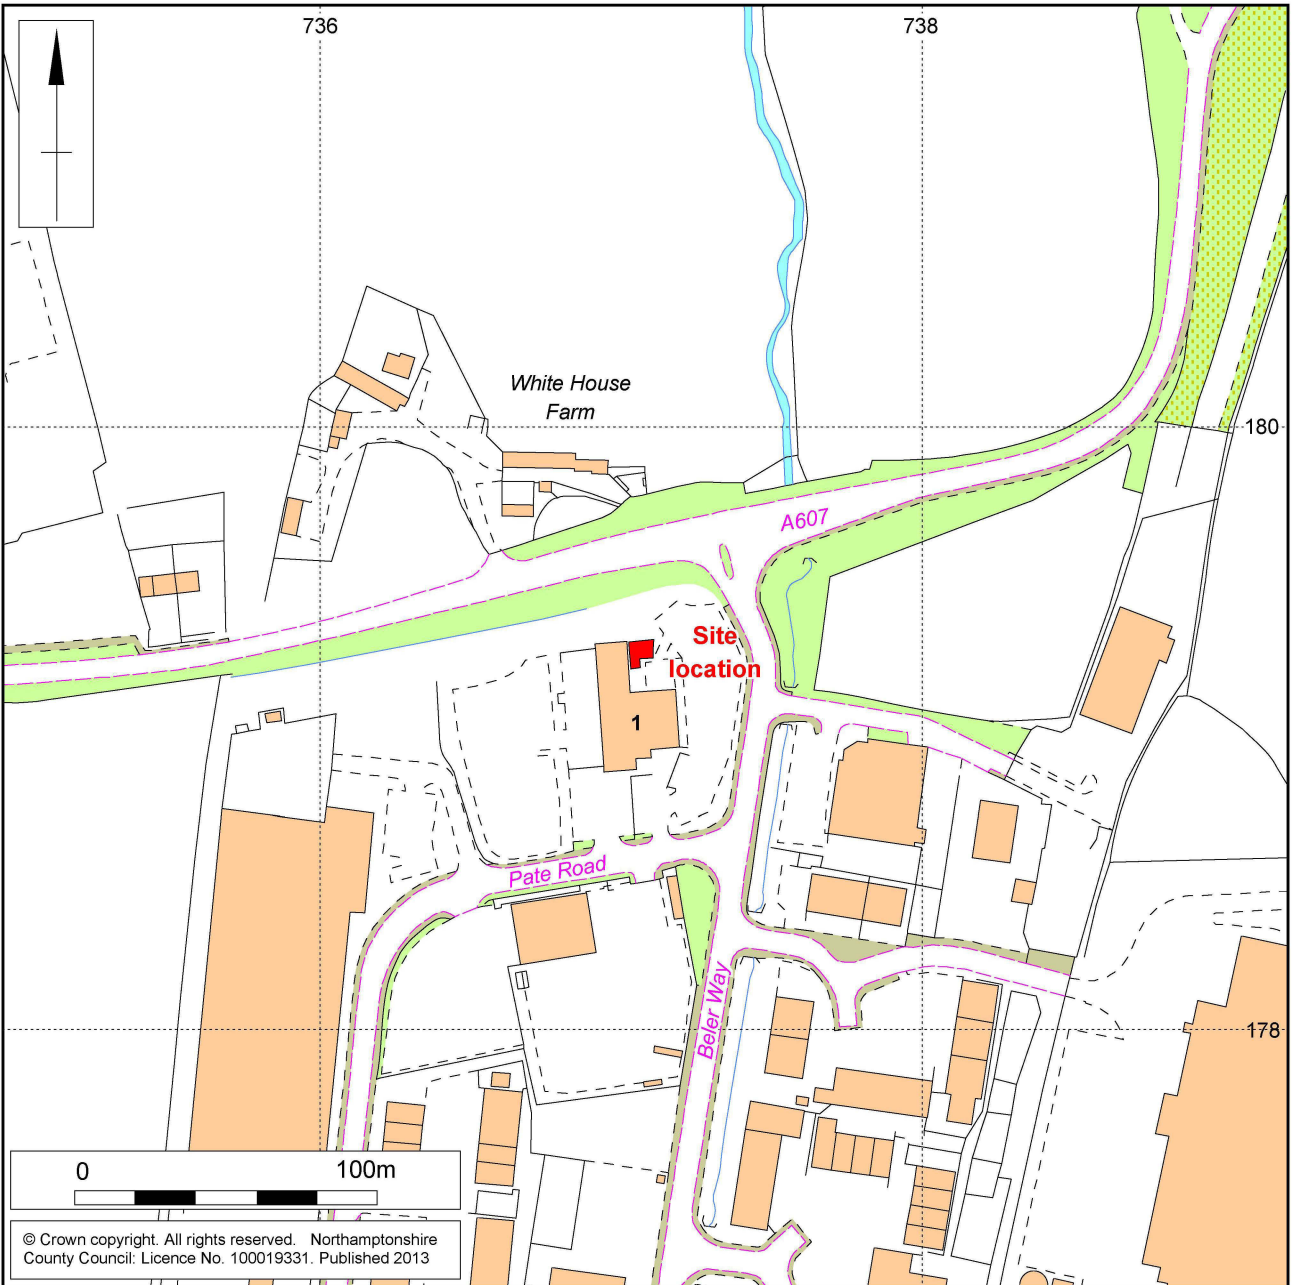 736
738
White House
Farm
180
A607
Site
location
1
Pate Road
Beler Way
178
0
100m
© Crown copyright. All rights reserved. Northamptonshire
County Council: Licence No. 100019331. Published 2013